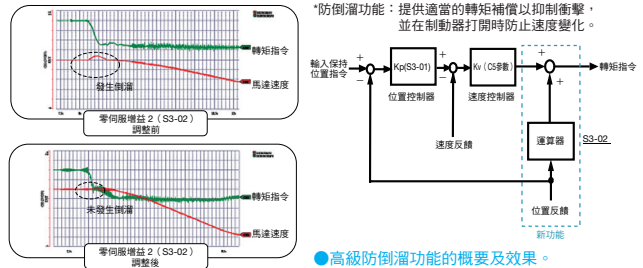 *防倒溜功能：提供適當的轉矩補償以抑制衝擊，
並在制動器打開時防止速度變化。
轉矩指令
馬達速度
發生倒溜
零伺服增益 2（S3-02）
調整前
轉矩指令
馬達速度
未發生倒溜
零伺服增益 2（S3-02）
調整後
輸入保持
位置指令
+
−
Kp(S3-01)
位置控制器
+
−
Kv（C5參數）
速度控制器
速度反饋
+
+
轉矩指令
運算器
S3-02
位置反饋
新功能
●高級防倒溜功能的概要及效果。